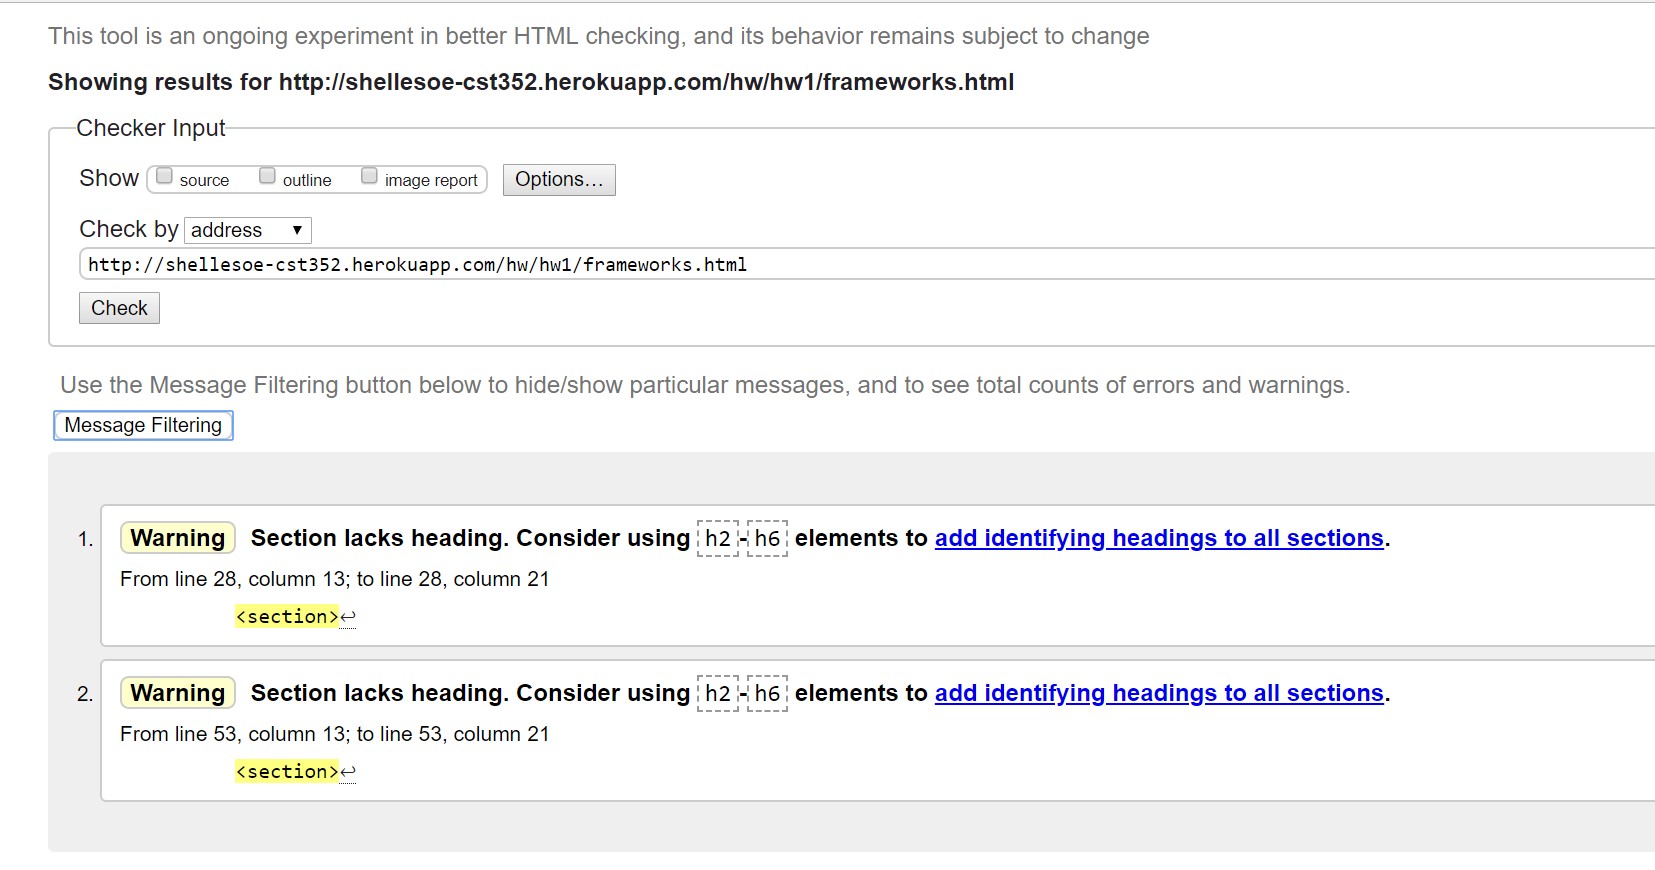 This tool is an ongoing experiment in better HTML checking, and its behavior remains subject to change
Showing results for http://shellesoe-cst352.herokuapp.com/hw/hw1/frameworks.html
Checker Input
Show source outline image report Options...
Check by address ▼
http://shellesoe-cst352.herokuapp.com/hw/hw1/frameworks.html
Check
Use the Message Filtering button below to hide/show particular messages, and to see total counts of errors and warnings.
Message Filtering
1. Warning Section lacks heading. Consider using h2-h6 elements to add identifying headings to all sections.
From line 28, column 13; to line 28, column 21
<section>↩
2. Warning Section lacks heading. Consider using h2-h6 elements to add identifying headings to all sections.
From line 53, column 13; to line 53, column 21
<section>↩